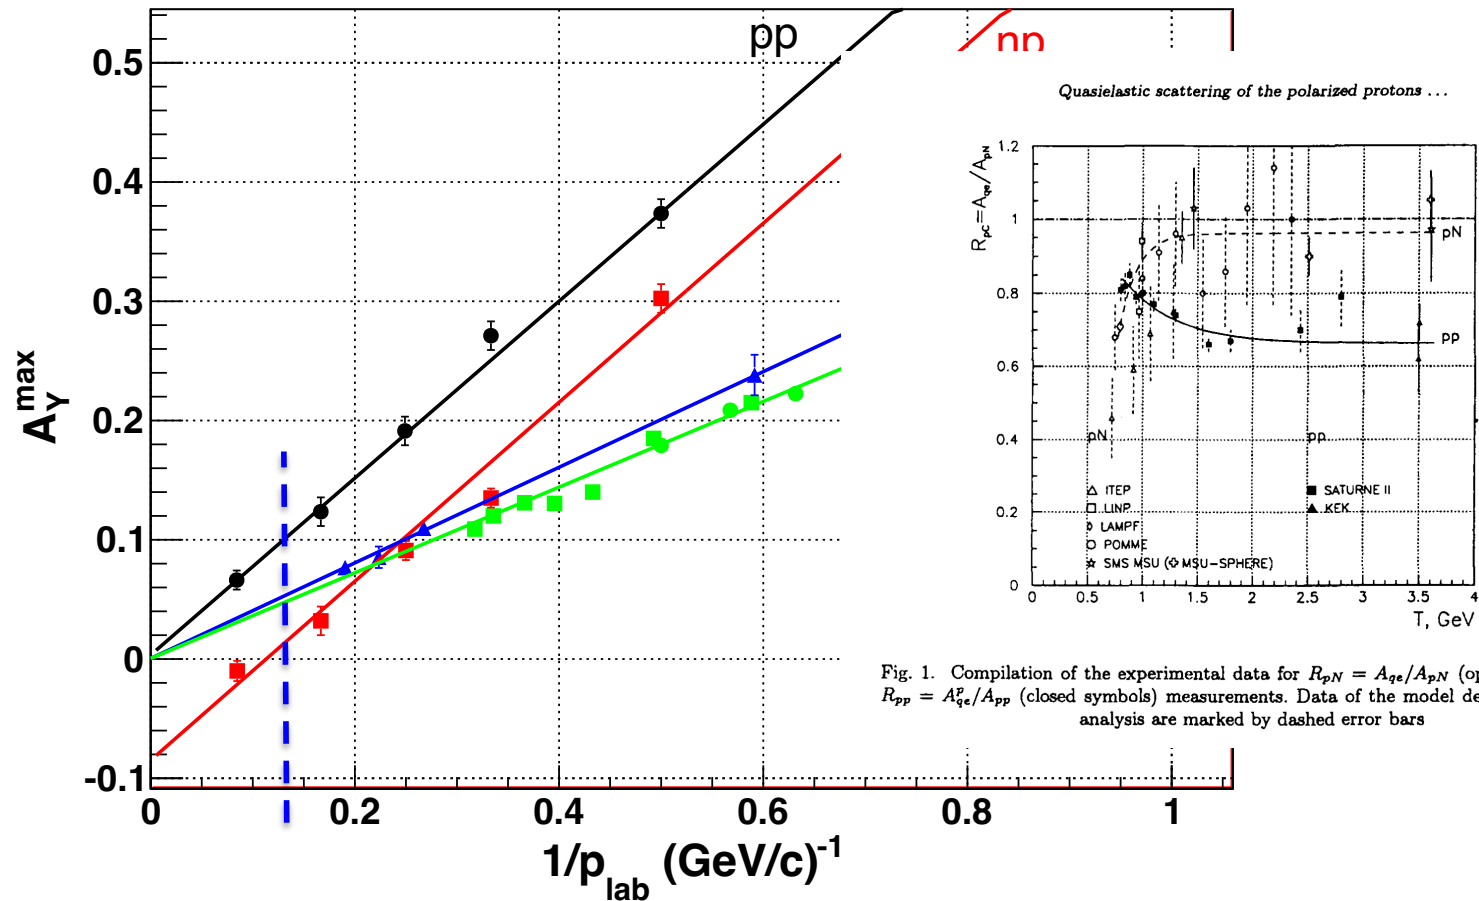 pp
np
0.5
0.4
0.3
0.2
0.1
0
-0.1
0
0.2
0.4
0.6
0.8
1
A_Y^max
1/p_lab (GeV/c)^-1
Quasielastic scattering of the polarized protons ...
R_pC=A_qe/A_pN
1.2
1
0.8
0.6
0.4
0.2
0
pN
pp
pN
pp
△ ITEP
□ LINP
◊ LAMPF
○ POMME
☆ SMS MSU (✥ MSU-SPHERE)
■ SATURNE II
▲ KEK
0
0.5
1
1.5
2
2.5
3
3.5
4
T, GeV
Fig. 1. Compilation of the experimental data for R_pN = A_qe/A_pN (op
R_pp = A^p_qe/A_pp (closed symbols) measurements. Data of the model de
analysis are marked by dashed error bars